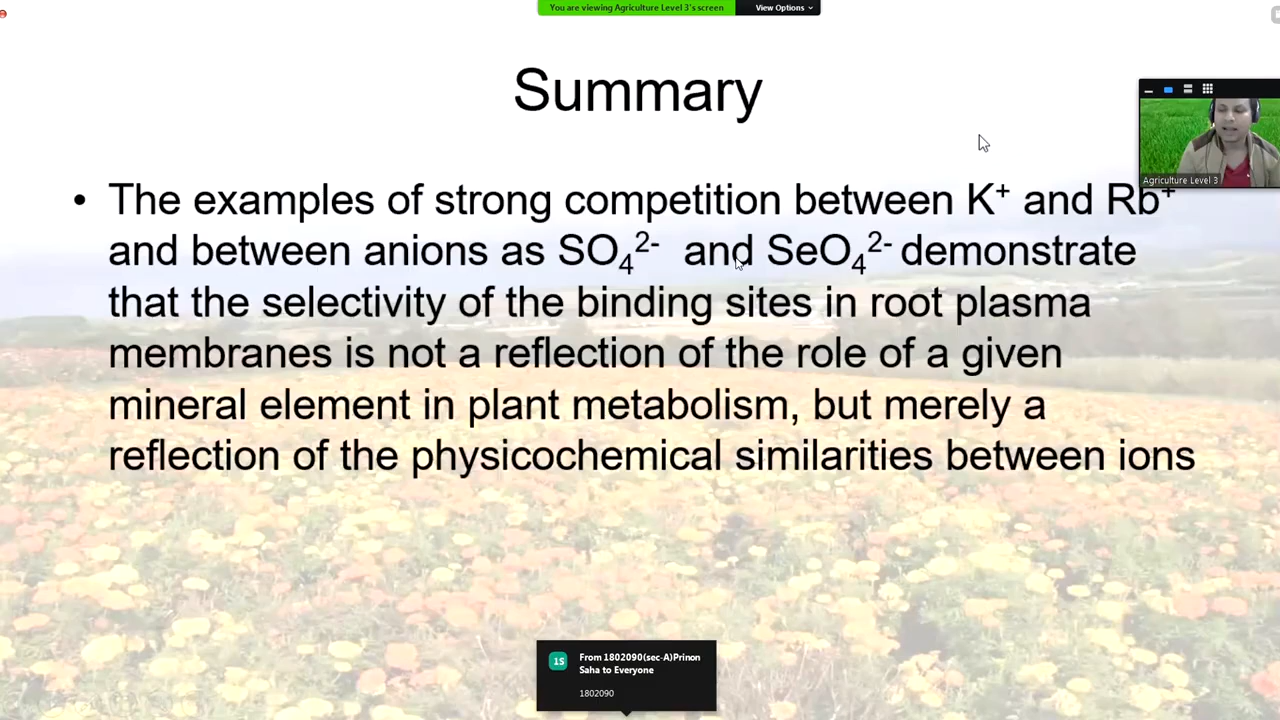 You are viewing Agriculture Level 3's screen
View Options
Summary
Agriculture Level 3
• The examples of strong competition between K⁺ and Rb⁺
and between anions as SO₄²⁻ and SeO₄²⁻ demonstrate
that the selectivity of the binding sites in root plasma
membranes is not a reflection of the role of a given
mineral element in plant metabolism, but merely a
reflection of the physicochemical similarities between ions
1S
From 1802090(sec-A)Prinon
Saha to Everyone
1802090